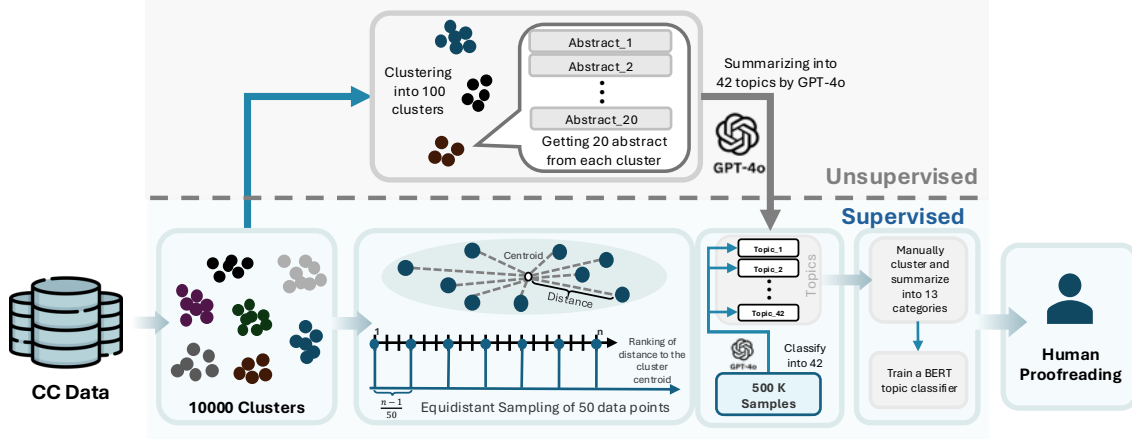 Clustering
into 100
clusters
Abstract_1
Abstract_2
Abstract_20
Getting 20 abstract
from each cluster
Summarizing into
42 topics by GPT-4o
GPT-4o
Unsupervised
Supervised
CC Data
10000 Clusters
Centroid
Distance
1
n
Ranking of
distance to the
cluster
centroid
n − 1
50
Equidistant Sampling of 50 data points
Topic_1
Topic_2
Topic_42
Topics
GPT-4o
Classify
into 42
500 K
Samples
Manually
cluster and
summarize
into 13
categories
Train a BERT
topic classifier
Human
Proofreading